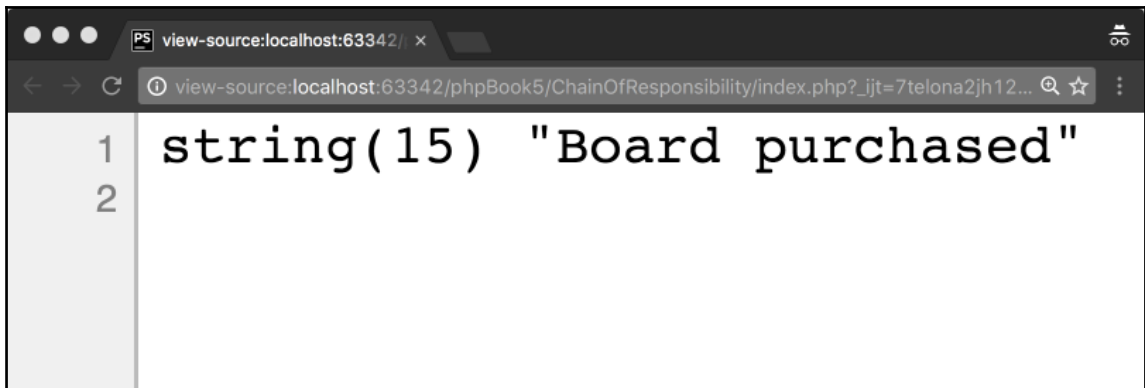 PS view-source:localhost:63342/ ×
view-source:localhost:63342/phpBook5/ChainOfResponsibility/index.php?_ijt=7telona2jh12...
1 string(15) "Board purchased"
2